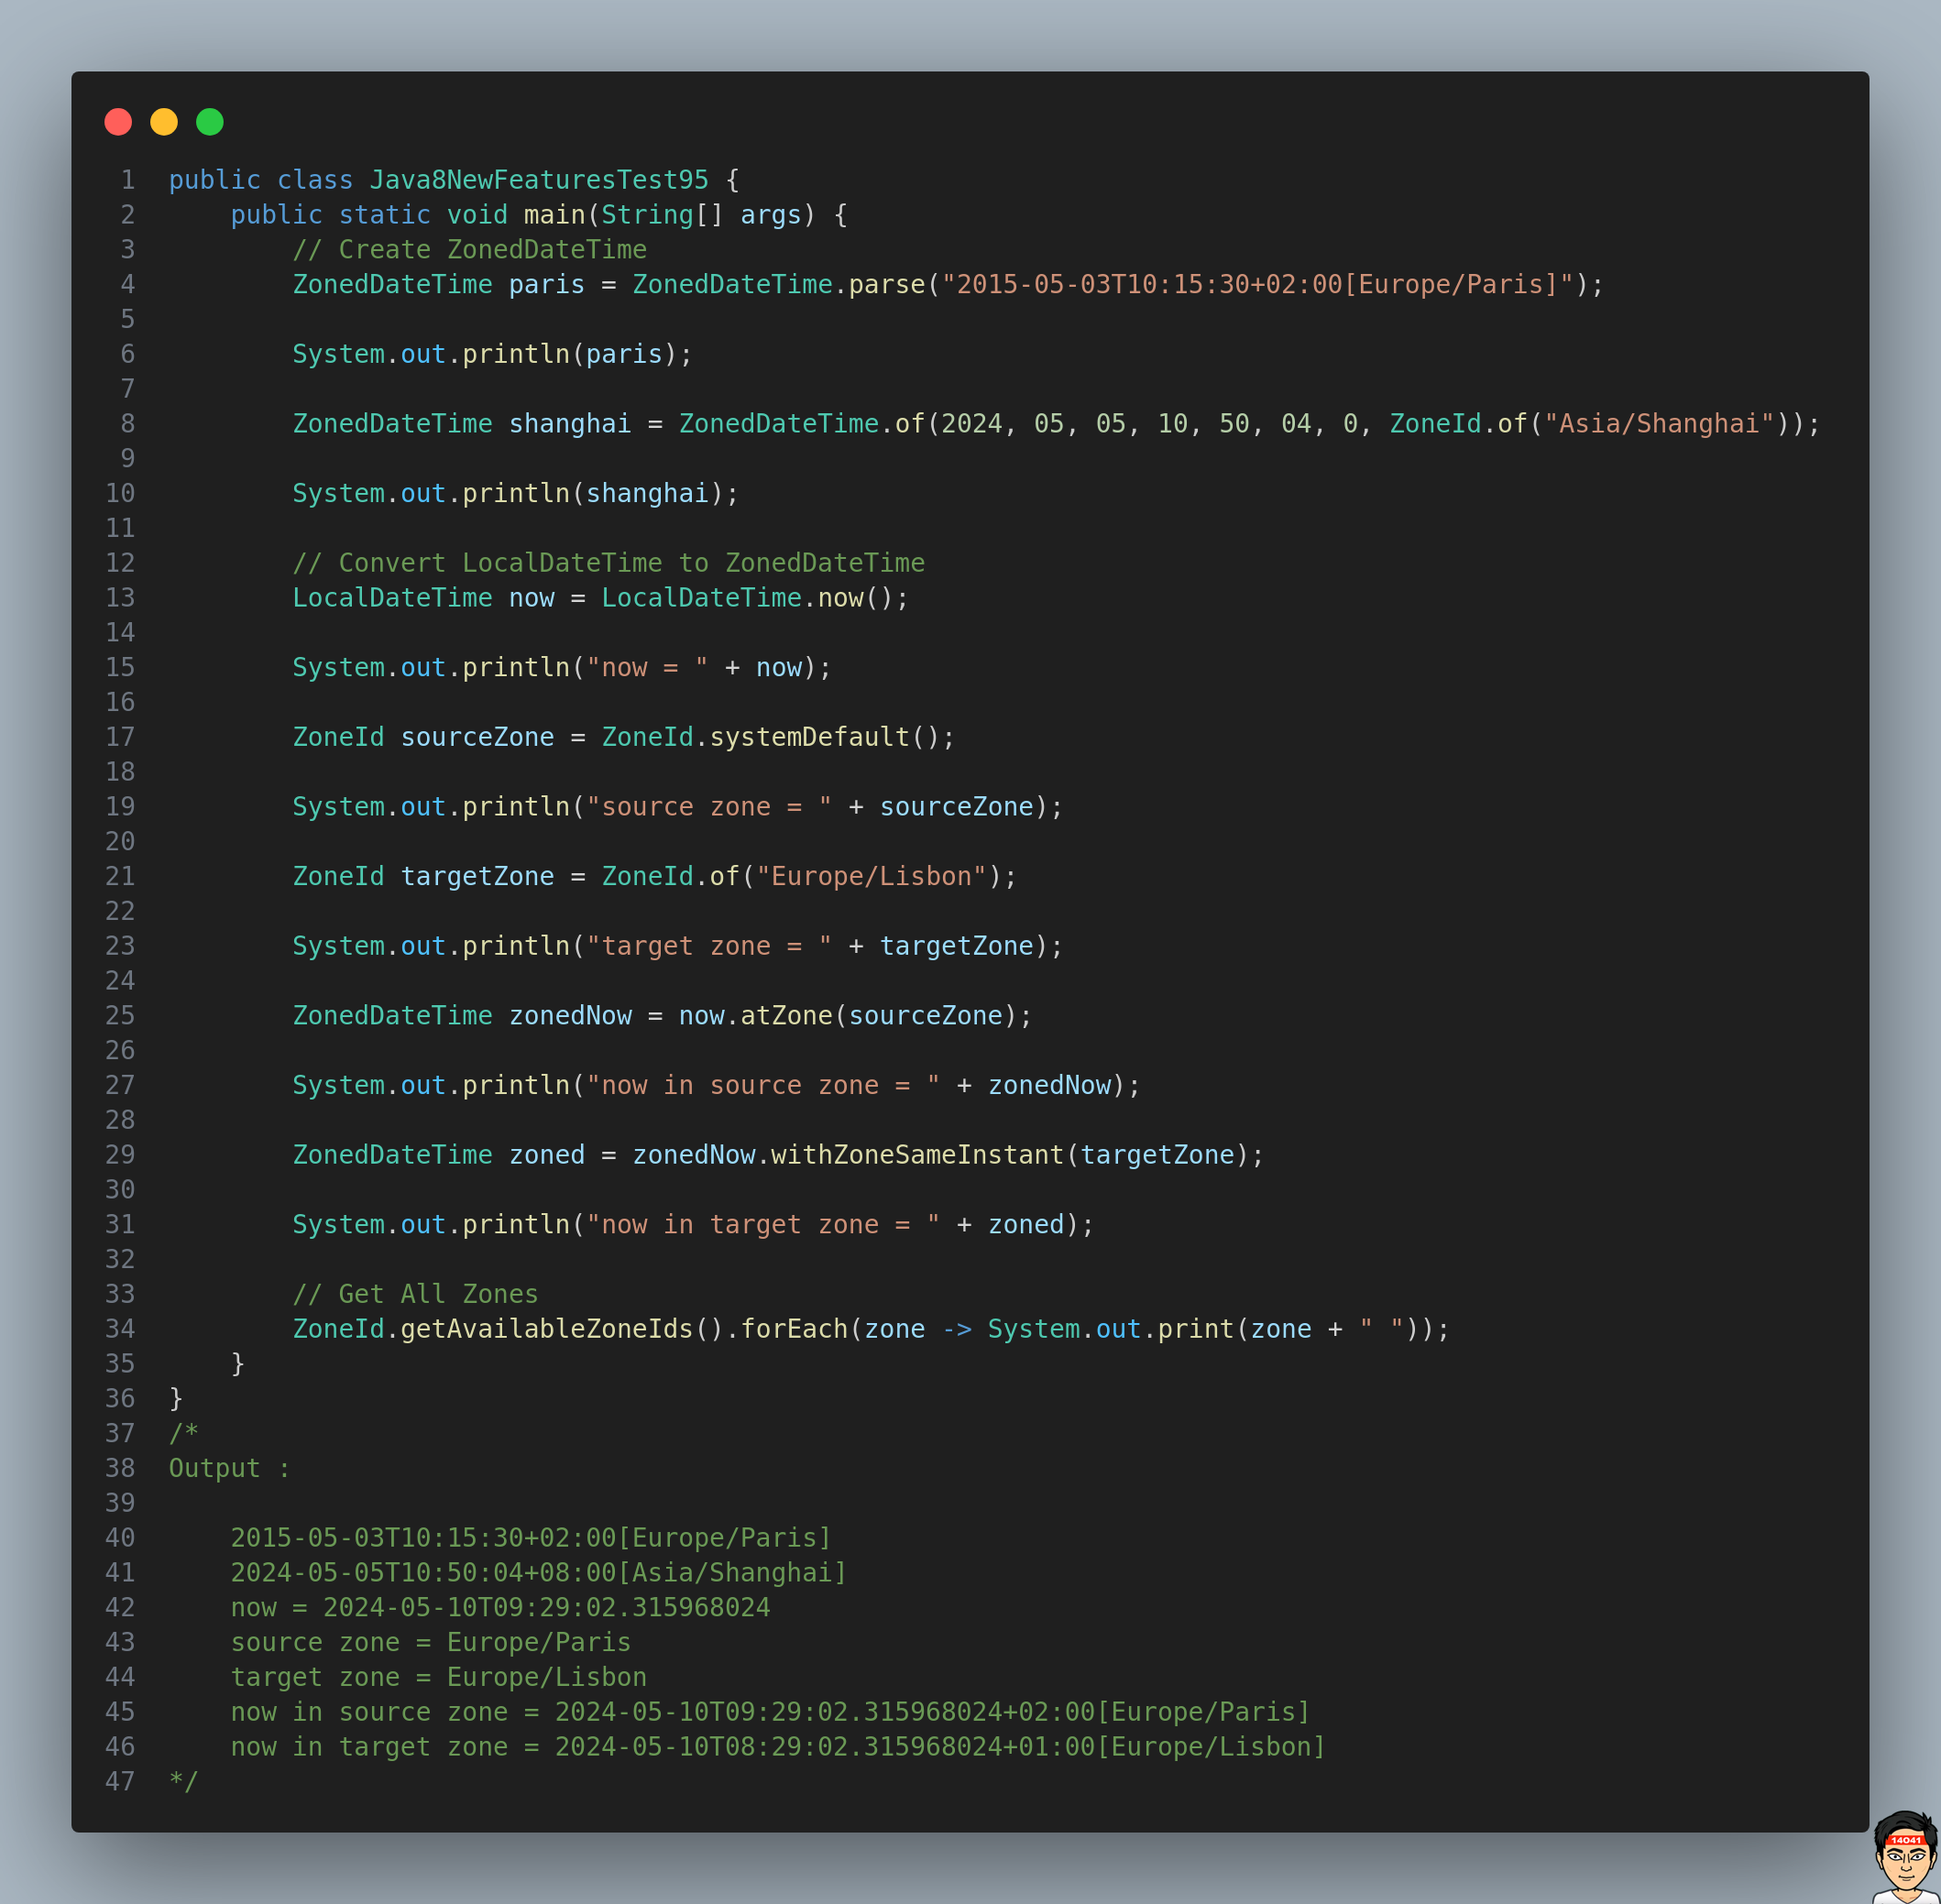 1 public class Java8NewFeaturesTest95 {
2     public static void main(String[] args) {
3         // Create ZonedDateTime
4         ZonedDateTime paris = ZonedDateTime.parse("2015-05-03T10:15:30+02:00[Europe/Paris]");
5
6         System.out.println(paris);
7
8         ZonedDateTime shanghai = ZonedDateTime.of(2024, 05, 05, 10, 50, 04, 0, ZoneId.of("Asia/Shanghai"));
9
10         System.out.println(shanghai);
11
12         // Convert LocalDateTime to ZonedDateTime
13         LocalDateTime now = LocalDateTime.now();
14
15         System.out.println("now = " + now);
16
17         ZoneId sourceZone = ZoneId.systemDefault();
18
19         System.out.println("source zone = " + sourceZone);
20
21         ZoneId targetZone = ZoneId.of("Europe/Lisbon");
22
23         System.out.println("target zone = " + targetZone);
24
25         ZonedDateTime zonedNow = now.atZone(sourceZone);
26
27         System.out.println("now in source zone = " + zonedNow);
28
29         ZonedDateTime zoned = zonedNow.withZoneSameInstant(targetZone);
30
31         System.out.println("now in target zone = " + zoned);
32
33         // Get All Zones
34         ZoneId.getAvailableZoneIds().forEach(zone -> System.out.print(zone + " "));
35     }
36 }
37 /*
38 Output :
39
40     2015-05-03T10:15:30+02:00[Europe/Paris]
41     2024-05-05T10:50:04+08:00[Asia/Shanghai]
42     now = 2024-05-10T09:29:02.315968024
43     source zone = Europe/Paris
44     target zone = Europe/Lisbon
45     now in source zone = 2024-05-10T09:29:02.315968024+02:00[Europe/Paris]
46     now in target zone = 2024-05-10T08:29:02.315968024+01:00[Europe/Lisbon]
47 */
14041